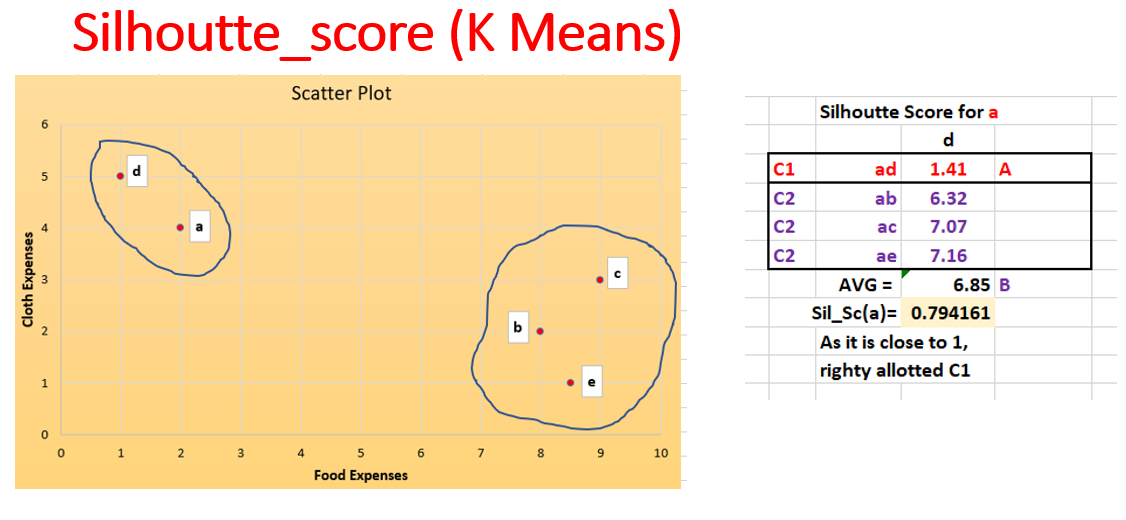 Silhoutte_score (K Means)
Scatter Plot
6
5
4
3
2
1
0
0 1 2 3 4 5 6 7 8 9 10
Cloth Expenses
Food Expenses
d
a
c
b
e
Silhoutte Score for a
d
C1 ad 1.41 A
C2 ab 6.32
C2 ac 7.07
C2 ae 7.16
AVG = 6.85 B
Sil_Sc(a)= 0.794161
As it is close to 1,
righty allotted C1